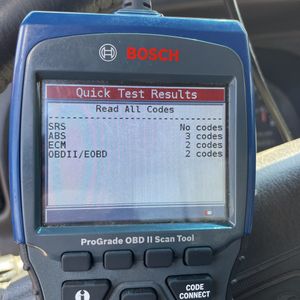 BOSCH
Quick Test Results
Read All Codes
SRS No codes
ABS 3 codes
ECM 2 codes
OBDII/EOBD 2 codes
ProGrade OBD II Scan Tool
CODE
CONNECT